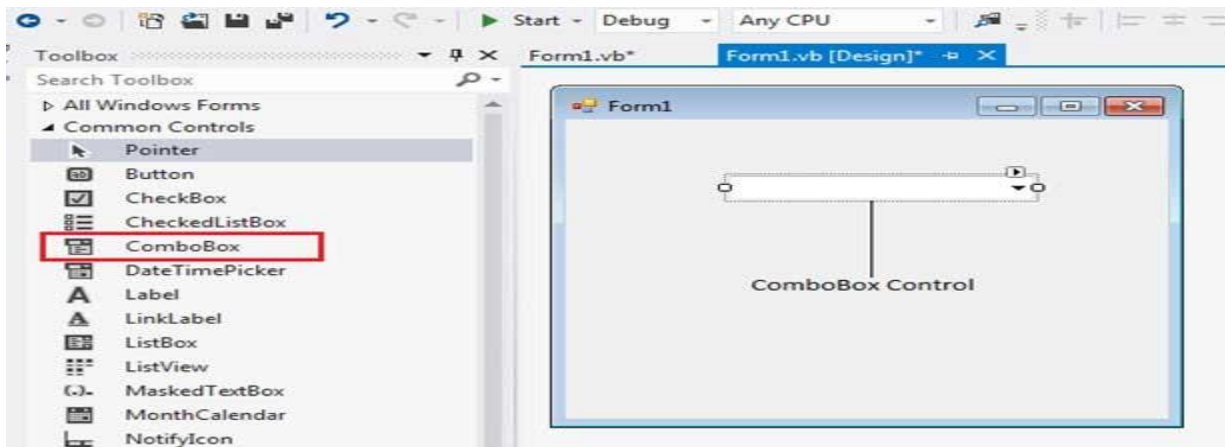 Start Debug Any CPU
Toolbox
Form1.vb* Form1.vb [Design]*
Search Toolbox
All Windows Forms
Common Controls
Pointer
Button
CheckBox
CheckedListBox
ComboBox
DateTimePicker
Label
LinkLabel
ListBox
ListView
MaskedTextBox
MonthCalendar
NotifyIcon
Form1
ComboBox Control